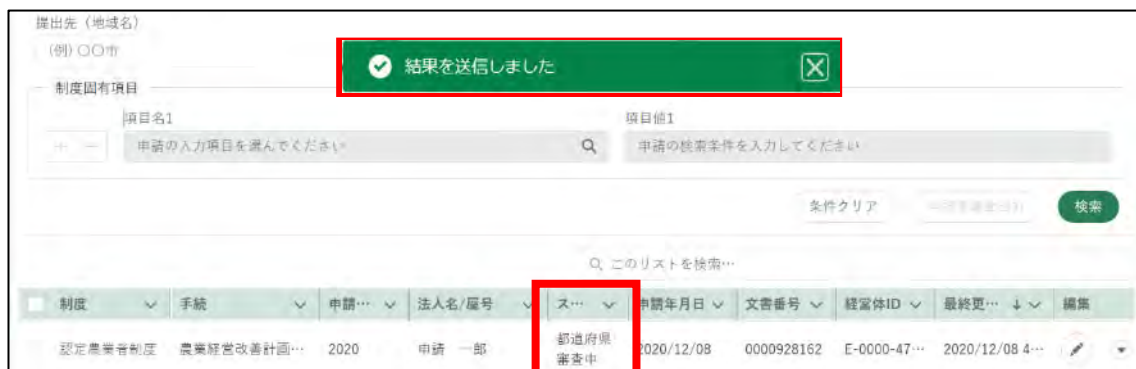 提出先（地域名）
(例) 〇〇市
結果を送信しました
制度固有項目
項目名1
項目値1
申請の入力項目を選んでください
申請の検索条件を入力してください
条件クリア
検索
このリストを検索…
制度 手続 申請… 法人名/屋号 ス… 申請年月日 文書番号 経営体ID 最終更… ↓ 編集
認定農業者制度 農業経営改善計画… 2020 申請 一郎 都道府県 2020/12/08 0000928162 E-0000-47… 2020/12/08 4…
審査中